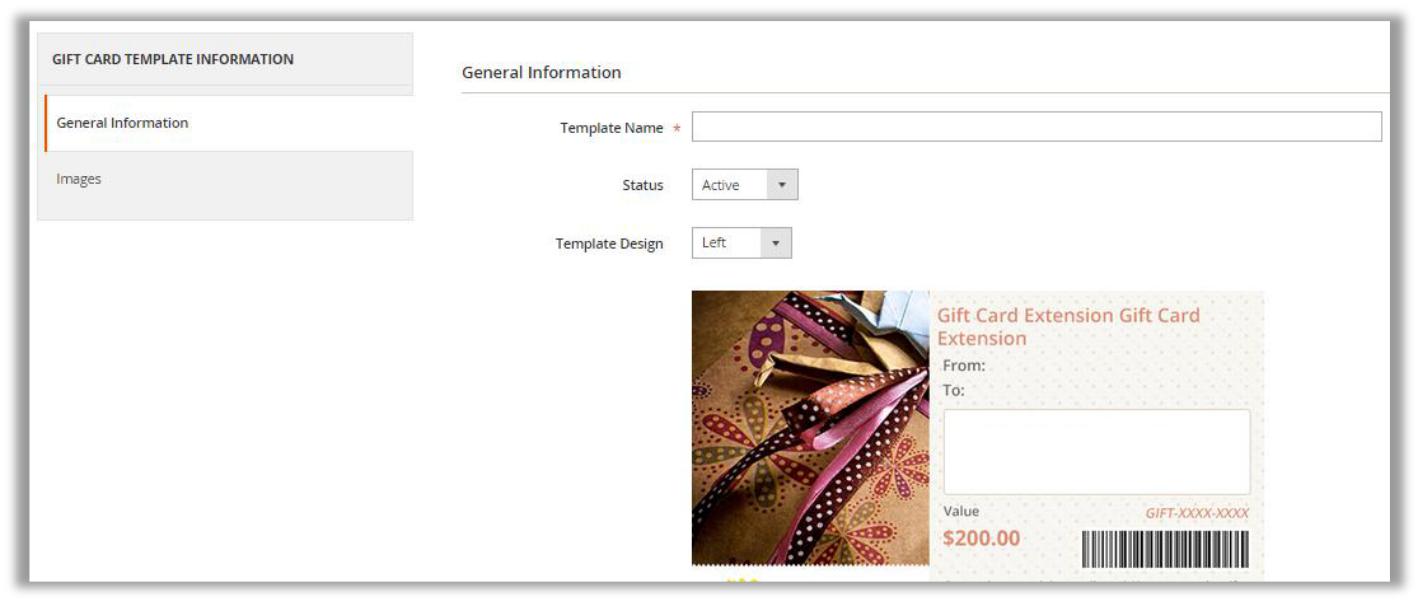 GIFT CARD TEMPLATE INFORMATION
General Information
Images
General Information
Template Name *
Status
Active
Template Design
Left
Gift Card Extension Gift Card
Extension
From:
To:
Value
GIFT-XXXX-XXXX
$200.00